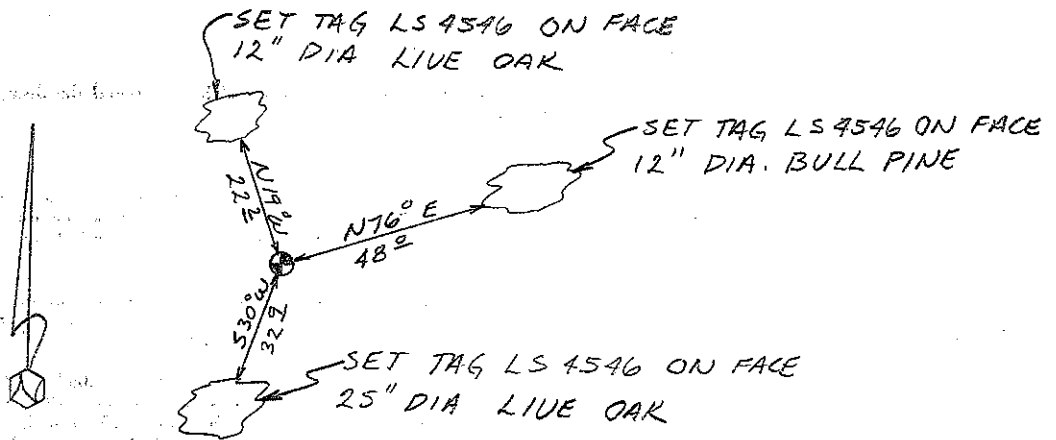 SET TAG LS 4546 ON FACE
12" DIA LIVE OAK
SET TAG LS 4546 ON FACE
12" DIA. BULL PINE
N19°W
22 2
N76° E
48 0
S30°W
32 9
SET TAG LS 4546 ON FACE
25" DIA LIVE OAK